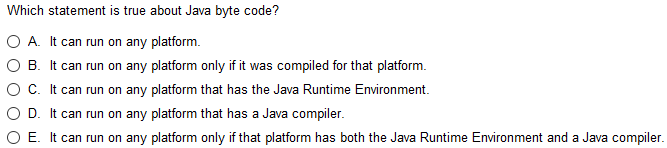 Which statement is true about Java byte code?
A. It can run on any platform.
B. It can run on any platform only if it was compiled for that platform.
C. It can run on any platform that has the Java Runtime Environment.
D. It can run on any platform that has a Java compiler.
E. It can run on any platform only if that platform has both the Java Runtime Environment and a Java compiler.